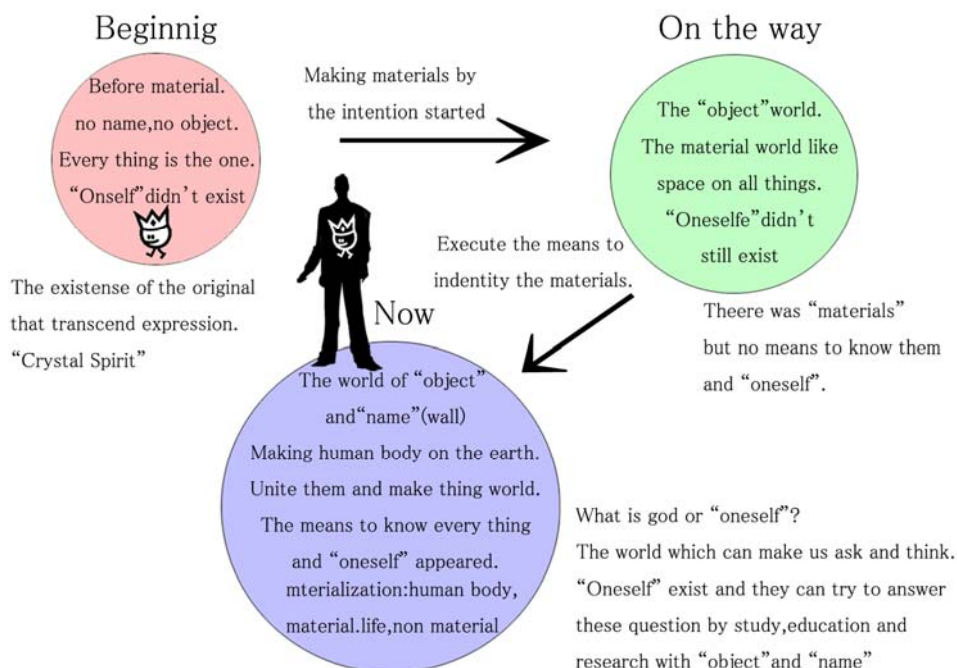 Beginnig
Before material.
no name,no object.
Every thing is the one.
“Onself”didn’t exist
The existense of the original
that transcend expression.
“Crystal Spirit”
Making materials by
the intention started
On the way
The “object”world.
The material world like
space on all things.
“Oneselfe”didn’t
still exist
Theere was “materials”
but no means to know them
and “oneself”.
Execute the means to
indentity the materials.
Now
The world of “object”
and“name”(wall)
Making human body on the earth.
Unite them and make thing world.
The means to know every thing
and “oneself” appeared.
mterialization:human body,
material.life,non material
What is god or “oneself”?
The world which can make us ask and think.
“Oneself” exist and they can try to answer
these question by study,education and
research with “object”and “name”